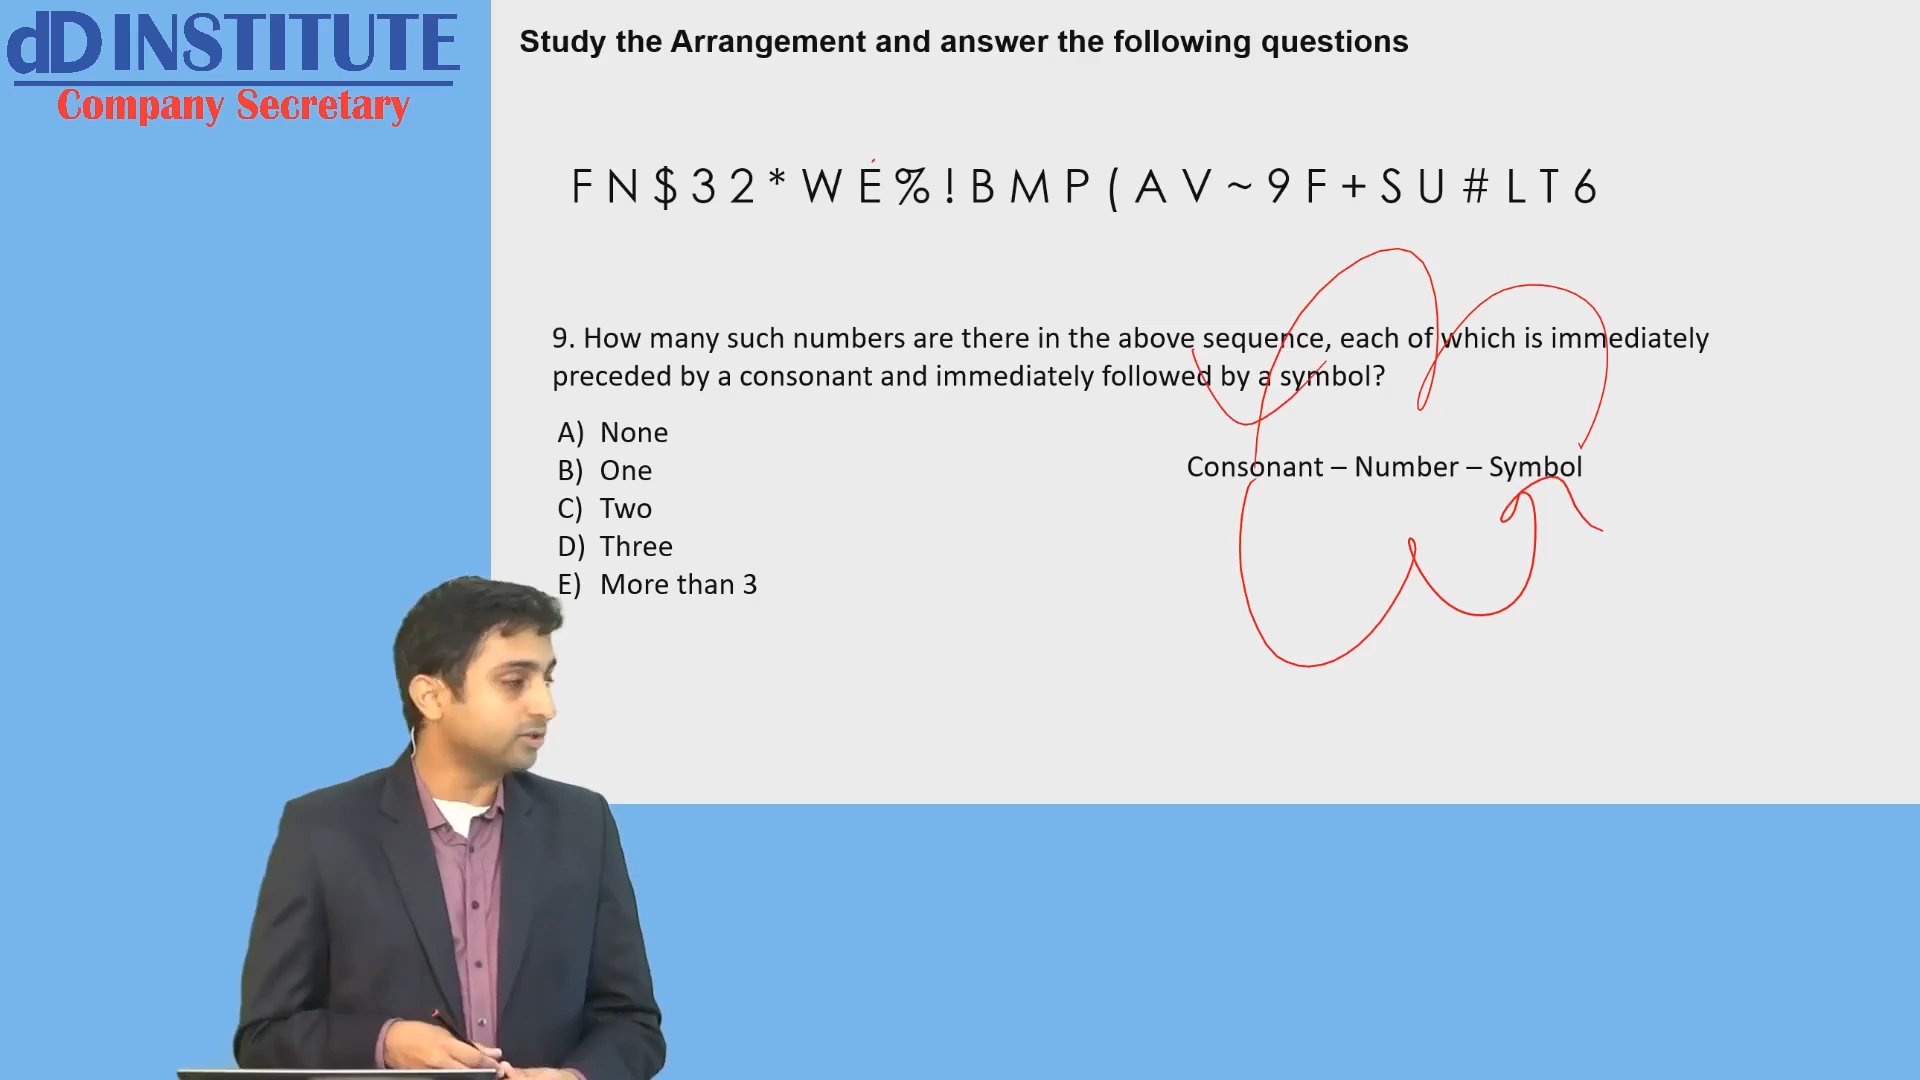 dD INSTITUTE
Company Secretary
Study the Arrangement and answer the following questions
F N $ 3 2 * W E % ! B M P ( A V ~ 9 F + S U # L T 6
9. How many such numbers are there in the above sequence, each of which is immediately
preceded by a consonant and immediately followed by a symbol?
A) None
B) One
C) Two
D) Three
E) More than 3
Consonant – Number – Symbol